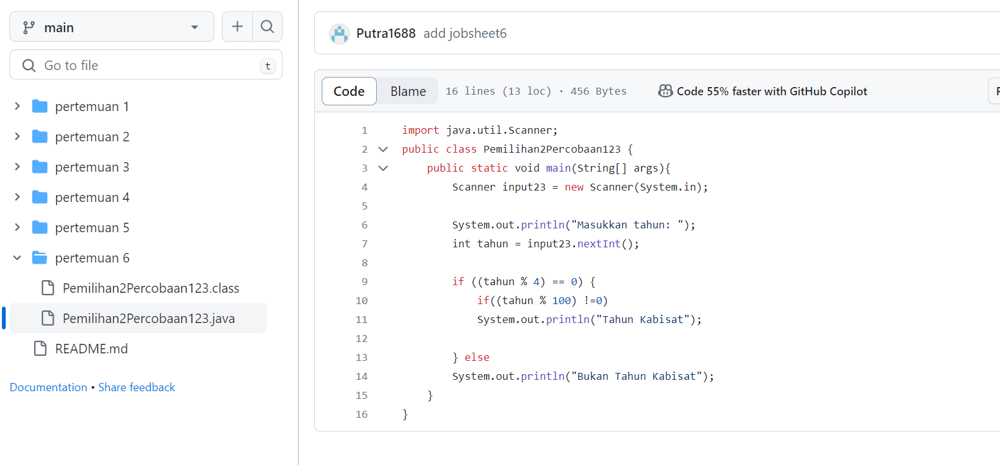 main
Go to file
t
pertemuan 1
pertemuan 2
pertemuan 3
pertemuan 4
pertemuan 5
pertemuan 6
Pemilihan2Percobaan123.class
Pemilihan2Percobaan123.java
README.md
Documentation • Share feedback
Putra1688 add jobsheet6
Code Blame 16 lines (13 loc) · 456 Bytes Code 55% faster with GitHub Copilot
1 import java.util.Scanner;
2 public class Pemilihan2Percobaan123 {
3 public static void main(String[] args){
4 Scanner input23 = new Scanner(System.in);
5
6 System.out.println("Masukkan tahun: ");
7 int tahun = input23.nextInt();
8
9 if ((tahun % 4) == 0) {
10 if((tahun % 100) !=0)
11 System.out.println("Tahun Kabisat");
12
13 } else
14 System.out.println("Bukan Tahun Kabisat");
15 }
16 }